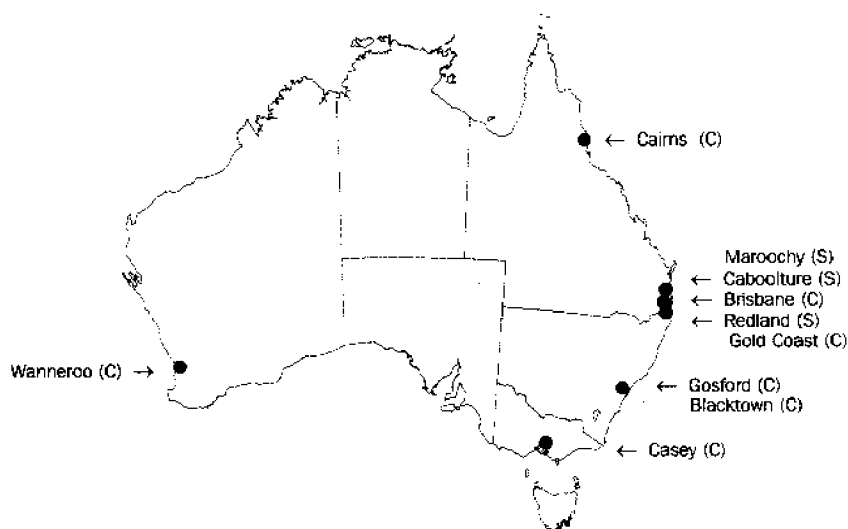 ← Cairns (C)
Maroochy (S)
← Caboolture (S)
← Brisbane (C)
← Redland (S)
Gold Coast (C)
Wanneroo (C) →
← Gosford (C)
Blacktown (C)
← Casey (C)